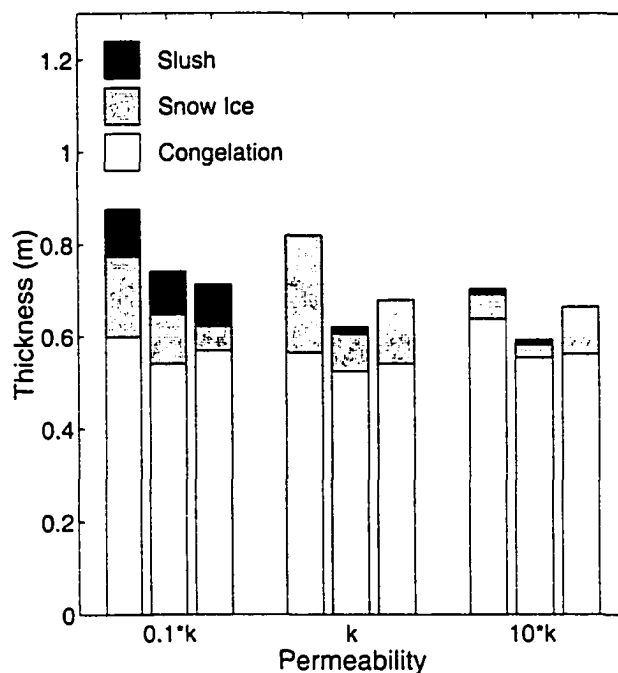 1.2
1
0.8
0.6
0.4
0.2
0
Thickness (m)
Slush
Snow Ice
Congelation
0.1*k
k
10*k
Permeability